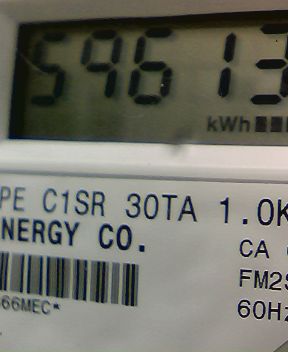 59613
kWh
PE C1SR 30TA 1.0K
NERGY CO.
CA
FM2S
66MEC*
60Hz